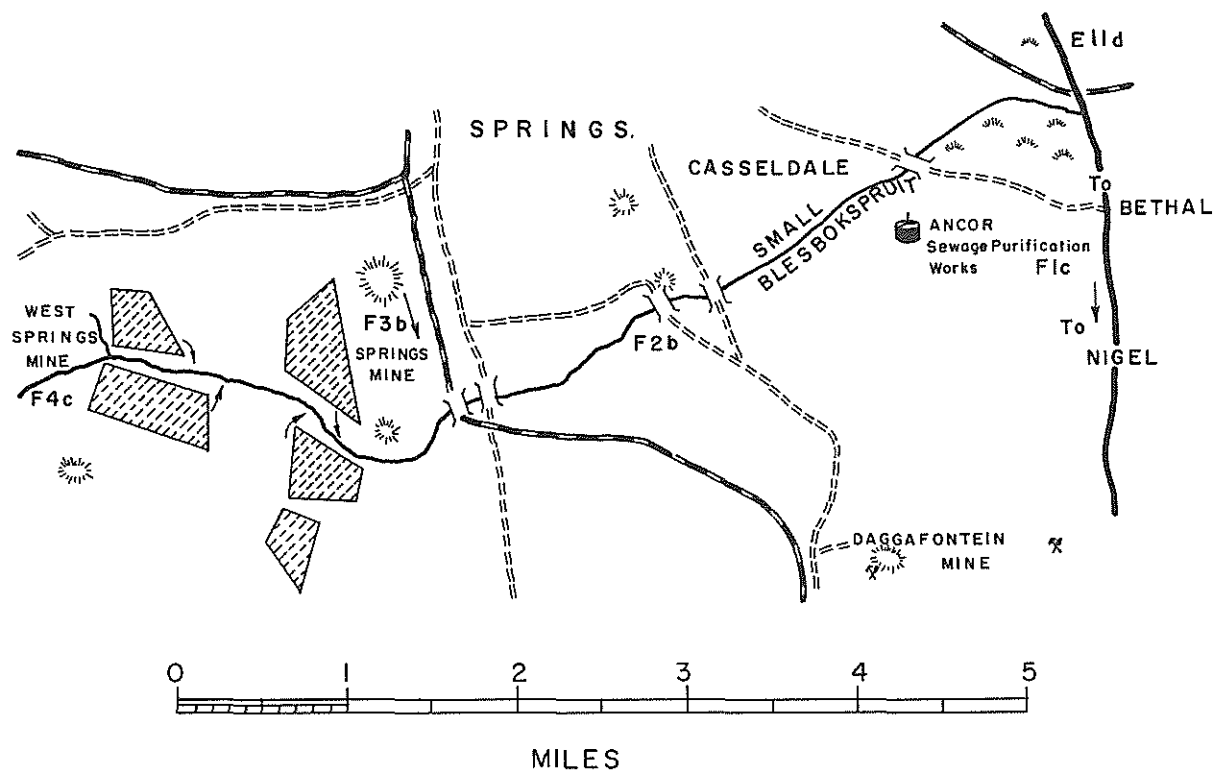 E11d
SPRINGS.
CASSELDALE
SMALL
BLESBOKSPRUIT
To
BETHAL
ANCOR
Sewage Purification
Works
F1c
To
NIGEL
WEST
SPRINGS
MINE
F4c
F3b
SPRINGS
MINE
F2b
DAGGAFONTEIN
MINE
0 1 2 3 4 5
MILES